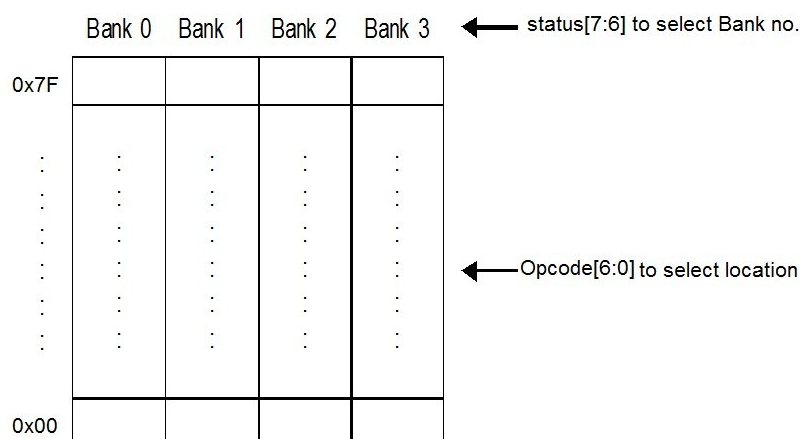 Bank 0 Bank 1 Bank 2 Bank 3 status[7:6] to select Bank no.
0x7F
Opcode[6:0] to select location
0x00